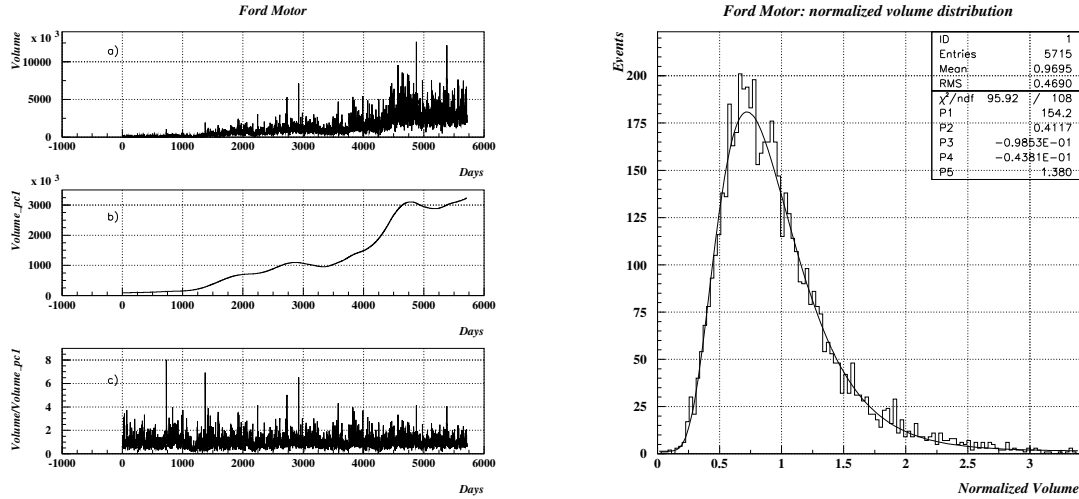 Ford Motor
Volume
x 10 3
a)
10000
5000
0
-1000 0 1000 2000 3000 4000 5000 6000
Days
Volume_pc1
x 10 3
b)
3000
2000
1000
0
-1000 0 1000 2000 3000 4000 5000 6000
Days
Volume/Volume_pc1
c)
8
6
4
2
0
-1000 0 1000 2000 3000 4000 5000 6000
Days
Ford Motor: normalized volume distribution
Events
ID 1
Entries 5715
Mean 0.9695
RMS 0.4690
χ2/ndf 95.92 / 108
P1 154.2
P2 0.4117
P3 -0.9853E-01
P4 -0.4381E-01
P5 1.380
200
175
150
125
100
75
50
25
0
0 0.5 1 1.5 2 2.5 3
Normalized Volume